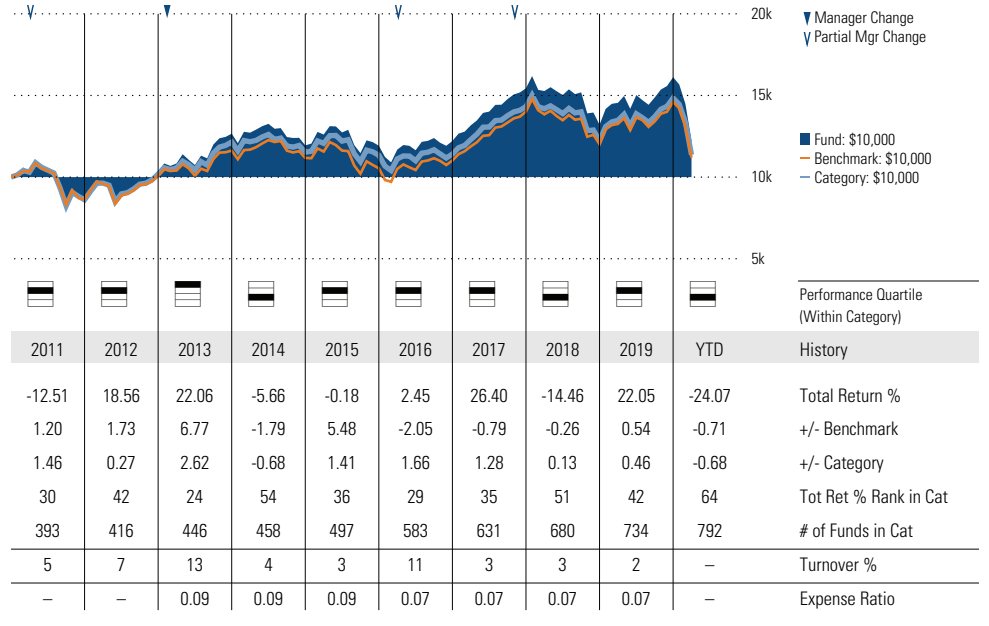 20k
Manager Change
Partial Mgr Change
15k
Fund: $10,000
Benchmark: $10,000
Category: $10,000
10k
5k
Performance Quartile
(Within Category)
2011 2012 2013 2014 2015 2016 2017 2018 2019 YTD History
-12.51 18.56 22.06 -5.66 -0.18 2.45 26.40 -14.46 22.05 -24.07 Total Return %
1.20 1.73 6.77 -1.79 5.48 -2.05 -0.79 -0.26 0.54 -0.71 +/- Benchmark
1.46 0.27 2.62 -0.68 1.41 1.66 1.28 0.13 0.46 -0.68 +/- Category
30 42 24 54 36 29 35 51 42 64 Tot Ret % Rank in Cat
393 416 446 458 497 583 631 680 734 792 # of Funds in Cat
5 7 13 4 3 11 3 3 2 – Turnover %
– – 0.09 0.09 0.09 0.07 0.07 0.07 0.07 – Expense Ratio